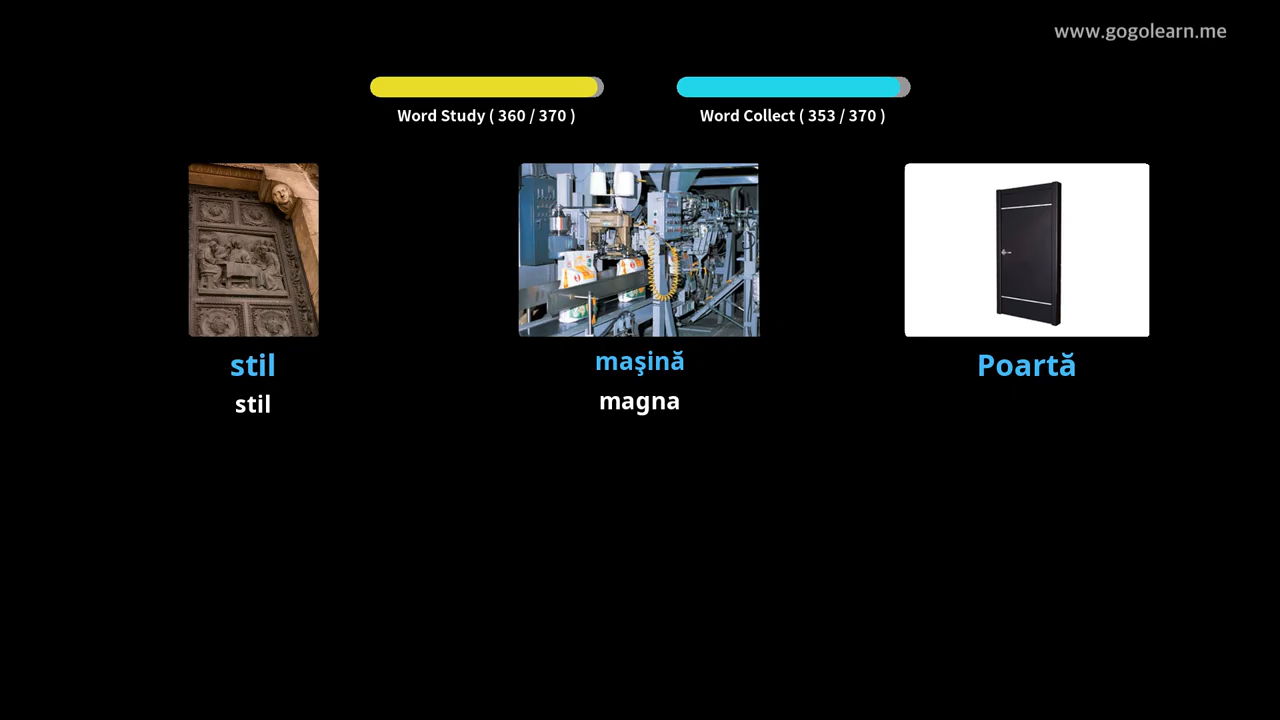 www.gogolearn.me
Word Study ( 360 / 370 )
Word Collect ( 353 / 370 )
stil
maşină
Poartă
stil
magna